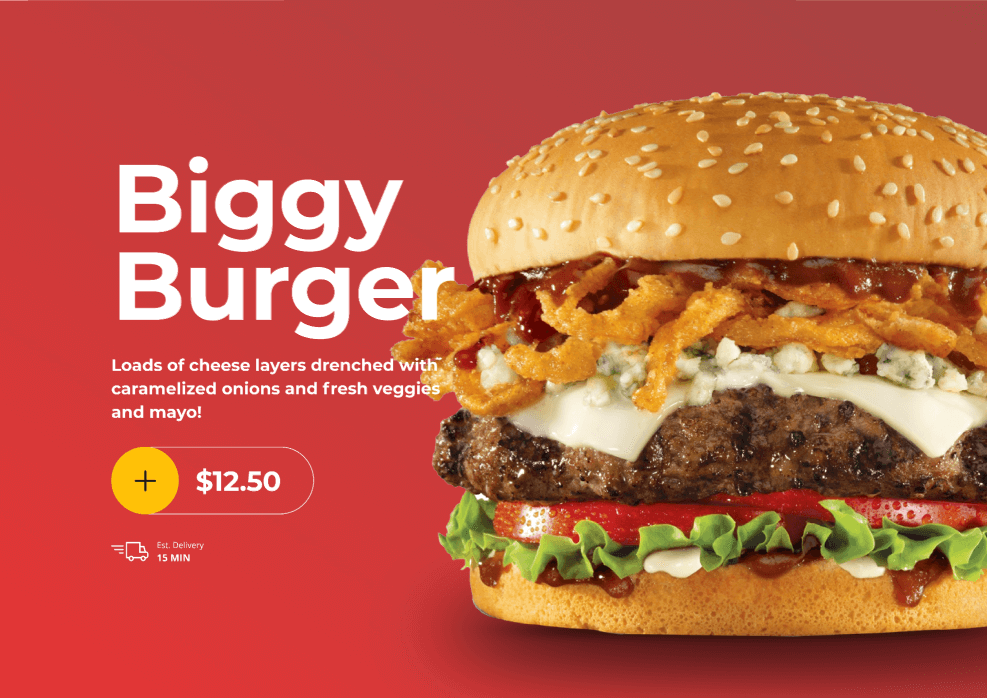 Biggy
Burger
Loads of cheese layers drenched with
caramelized onions and fresh veggies
and mayo!
+ $12.50
Est. Delivery
15 MIN